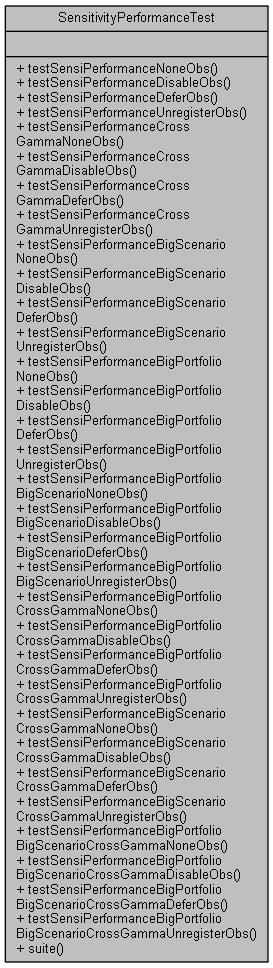 SensitivityPerformanceTest
+ testSensiPerformanceNoneObs()
+ testSensiPerformanceDisableObs()
+ testSensiPerformanceDeferObs()
+ testSensiPerformanceUnregisterObs()
+ testSensiPerformanceCross
GammaNoneObs()
+ testSensiPerformanceCross
GammaDisableObs()
+ testSensiPerformanceCross
GammaDeferObs()
+ testSensiPerformanceCross
GammaUnregisterObs()
+ testSensiPerformanceBigScenario
NoneObs()
+ testSensiPerformanceBigScenario
DisableObs()
+ testSensiPerformanceBigScenario
DeferObs()
+ testSensiPerformanceBigScenario
UnregisterObs()
+ testSensiPerformanceBigPortfolio
NoneObs()
+ testSensiPerformanceBigPortfolio
DisableObs()
+ testSensiPerformanceBigPortfolio
DeferObs()
+ testSensiPerformanceBigPortfolio
UnregisterObs()
+ testSensiPerformanceBigPortfolio
BigScenarioNoneObs()
+ testSensiPerformanceBigPortfolio
BigScenarioDisableObs()
+ testSensiPerformanceBigPortfolio
BigScenarioDeferObs()
+ testSensiPerformanceBigPortfolio
BigScenarioUnregisterObs()
+ testSensiPerformanceBigPortfolio
CrossGammaNoneObs()
+ testSensiPerformanceBigPortfolio
CrossGammaDisableObs()
+ testSensiPerformanceBigPortfolio
CrossGammaDeferObs()
+ testSensiPerformanceBigPortfolio
CrossGammaUnregisterObs()
+ testSensiPerformanceBigScenario
CrossGammaNoneObs()
+ testSensiPerformanceBigScenario
CrossGammaDisableObs()
+ testSensiPerformanceBigScenario
CrossGammaDeferObs()
+ testSensiPerformanceBigScenario
CrossGammaUnregisterObs()
+ testSensiPerformanceBigPortfolio
BigScenarioCrossGammaNoneObs()
+ testSensiPerformanceBigPortfolio
BigScenarioCrossGammaDisableObs()
+ testSensiPerformanceBigPortfolio
BigScenarioCrossGammaDeferObs()
+ testSensiPerformanceBigPortfolio
BigScenarioCrossGammaUnregisterObs()
+ suite()